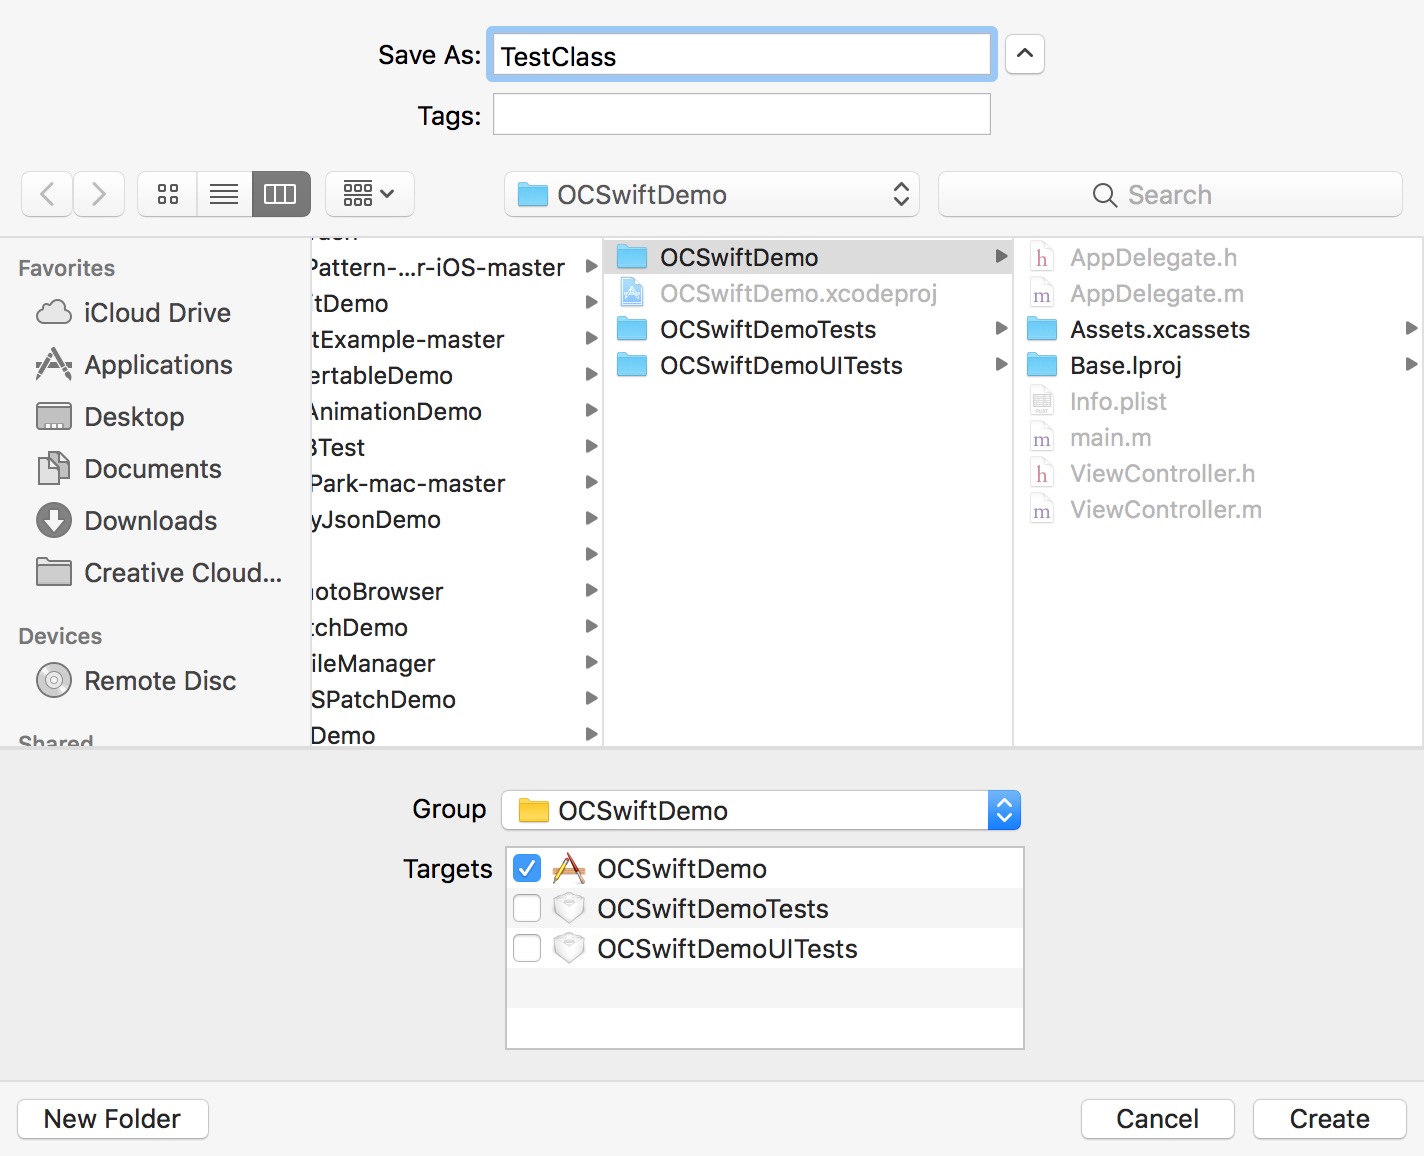 Save As: TestClass
Tags:
OCSwiftDemo
Search
Favorites
iCloud Drive
Applications
Desktop
Documents
Downloads
Creative Cloud...
Devices
Remote Disc
Shared
Pattern-...r-iOS-master
tDemo
tExample-master
ertableDemo
AnimationDemo
BTest
Park-mac-master
yJsonDemo
otoBrowser
tchDemo
ileManager
SPatchDemo
Demo
OCSwiftDemo
OCSwiftDemo.xcodeproj
OCSwiftDemoTests
OCSwiftDemoUITests
AppDelegate.h
AppDelegate.m
Assets.xcassets
Base.lproj
Info.plist
main.m
ViewController.h
ViewController.m
Group OCSwiftDemo
Targets OCSwiftDemo
OCSwiftDemoTests
OCSwiftDemoUITests
New Folder
Cancel
Create